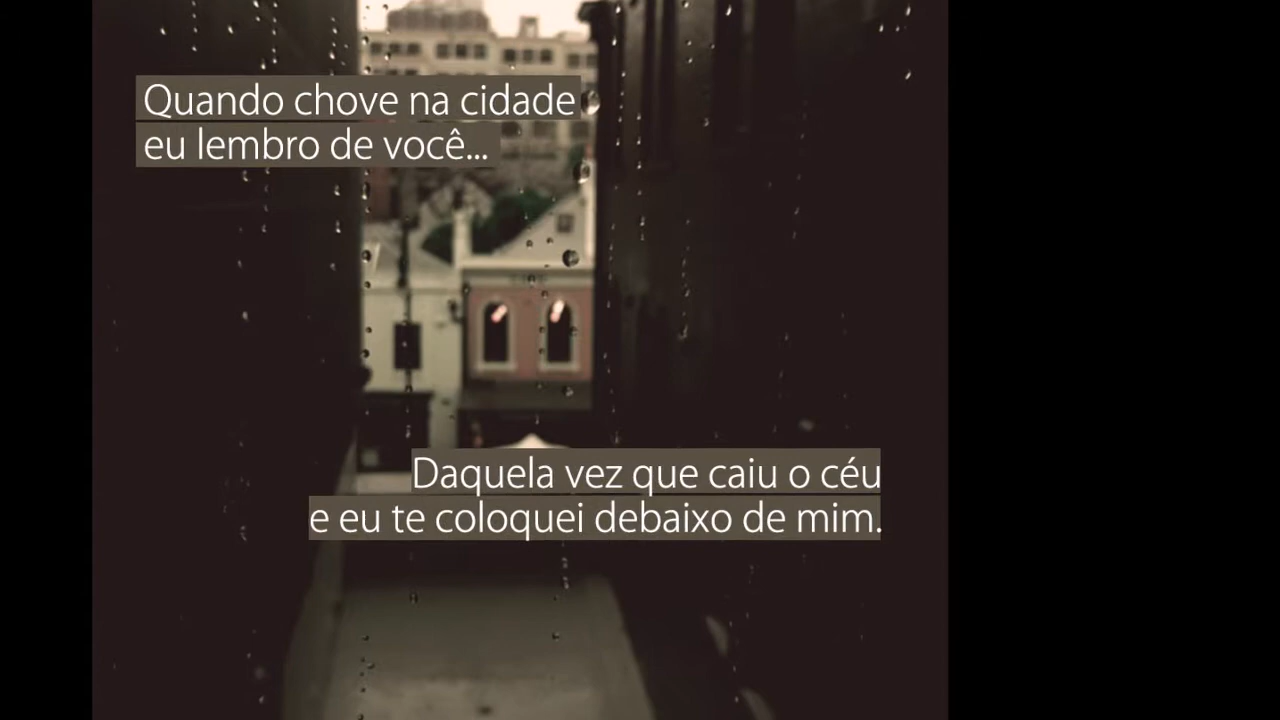 Quando chove na cidade
eu lembro de você...
Daquela vez que caiu o céu
e eu te coloquei debaixo de mim.